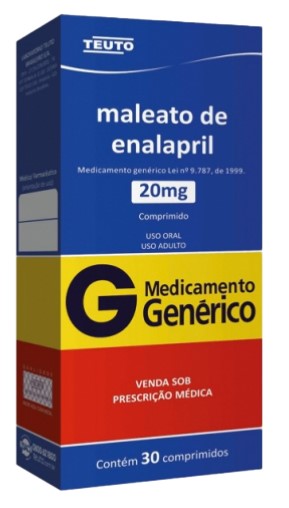 TEUTO
maleato de
enalapril
Medicamento genérico Lei nº 9.787, de 1999.
20mg
Comprimido
USO ORAL
USO ADULTO
G Medicamento
Genérico
VENDA SOB
PRESCRIÇÃO MÉDICA
Contém 30 comprimidos